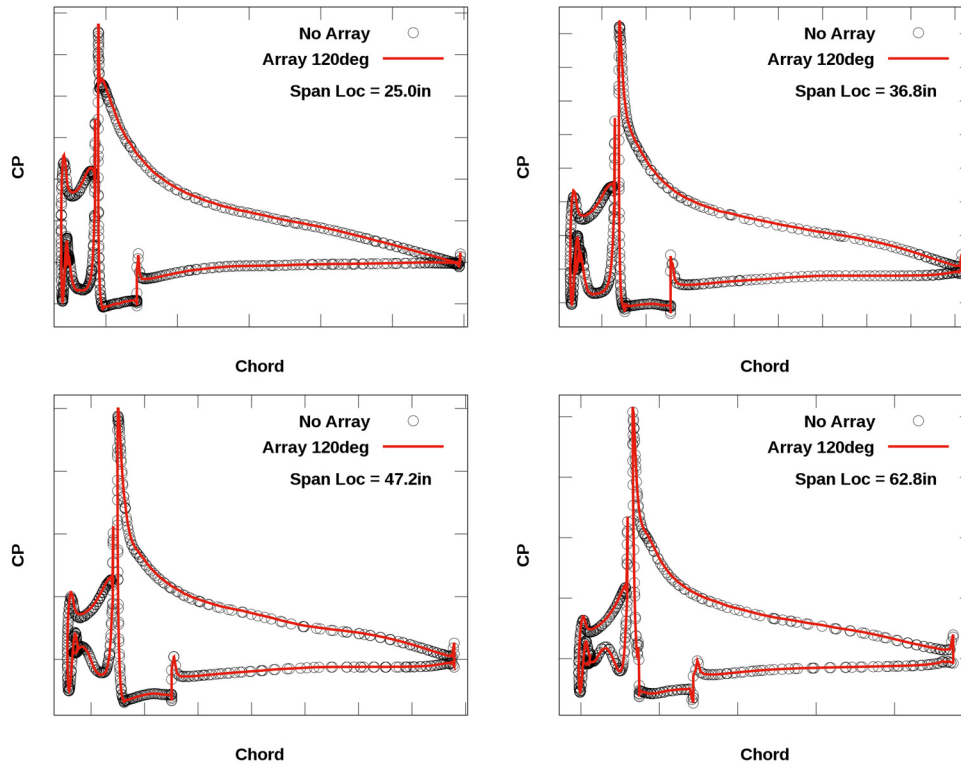 No Array
Array 120deg
Span Loc = 25.0in
CP
Chord
No Array
Array 120deg
Span Loc = 36.8in
CP
Chord
No Array
Array 120deg
Span Loc = 47.2in
CP
Chord
No Array
Array 120deg
Span Loc = 62.8in
CP
Chord